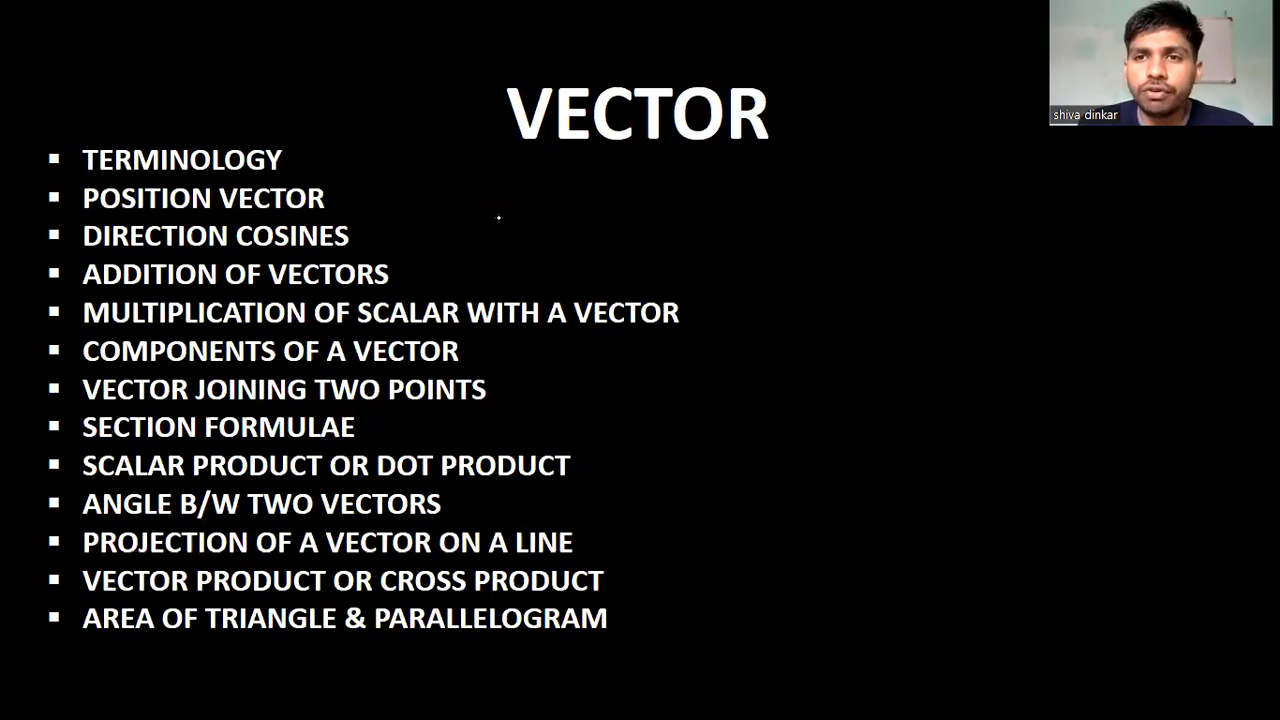 VECTOR
shiva dinkar
▪ TERMINOLOGY
▪ POSITION VECTOR
▪ DIRECTION COSINES
▪ ADDITION OF VECTORS
▪ MULTIPLICATION OF SCALAR WITH A VECTOR
▪ COMPONENTS OF A VECTOR
▪ VECTOR JOINING TWO POINTS
▪ SECTION FORMULAE
▪ SCALAR PRODUCT OR DOT PRODUCT
▪ ANGLE B/W TWO VECTORS
▪ PROJECTION OF A VECTOR ON A LINE
▪ VECTOR PRODUCT OR CROSS PRODUCT
▪ AREA OF TRIANGLE & PARALLELOGRAM